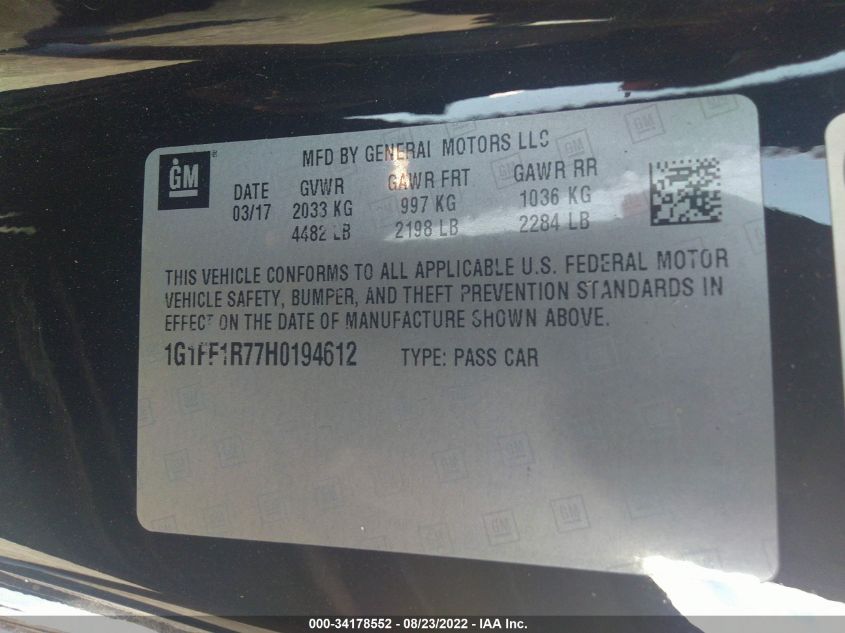 GM
MFD BY GENERAL MOTORS LLC
DATE GVWR GAWR FRT GAWR RR
03/17 2033 KG 997 KG 1036 KG
4482 LB 2198 LB 2284 LB
THIS VEHICLE CONFORMS TO ALL APPLICABLE U.S. FEDERAL MOTOR
VEHICLE SAFETY, BUMPER, AND THEFT PREVENTION STANDARDS IN
EFFECT ON THE DATE OF MANUFACTURE SHOWN ABOVE.
1G1FF1R77H0194612 TYPE: PASS CAR
000-34178552 / 08/23/2022 - IAA Inc.